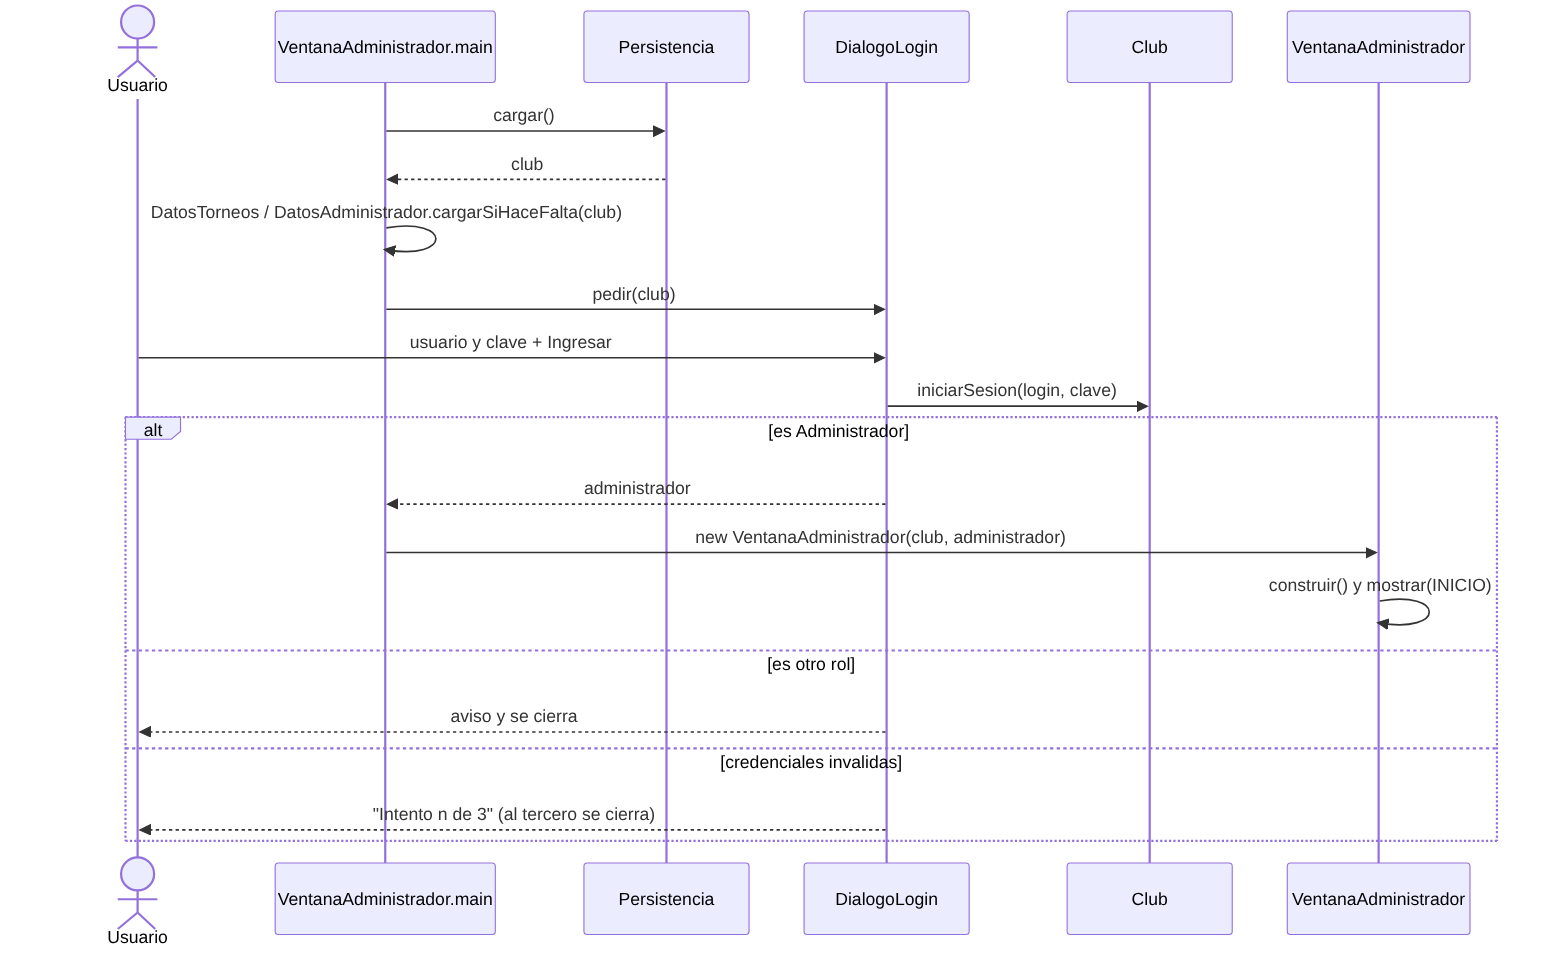 Usuario
VentanaAdministrador.main
Persistencia
DialogoLogin
Club
VentanaAdministrador
cargar()
club
DatosTorneos / DatosAdministrador.cargarSiHaceFalta(club)
pedir(club)
usuario y clave + Ingresar
iniciarSesion(login, clave)
alt
[es Administrador]
administrador
new VentanaAdministrador(club, administrador)
construir() y mostrar(INICIO)
[es otro rol]
aviso y se cierra
[credenciales invalidas]
"Intento n de 3" (al tercero se cierra)
Usuario
VentanaAdministrador.main
Persistencia
DialogoLogin
Club
VentanaAdministrador